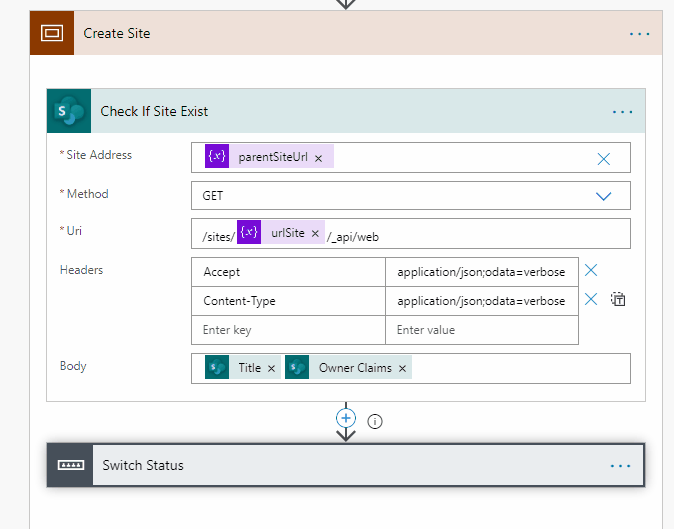 Create Site
Check If Site Exist
* Site Address {x} parentSiteUrl ×
* Method GET
* Uri /sites/ {x} urlSite × /_api/web
Headers Accept application/json;odata=verbose
Content-Type application/json;odata=verbose
Enter key Enter value
Body Title × Owner Claims ×
Switch Status